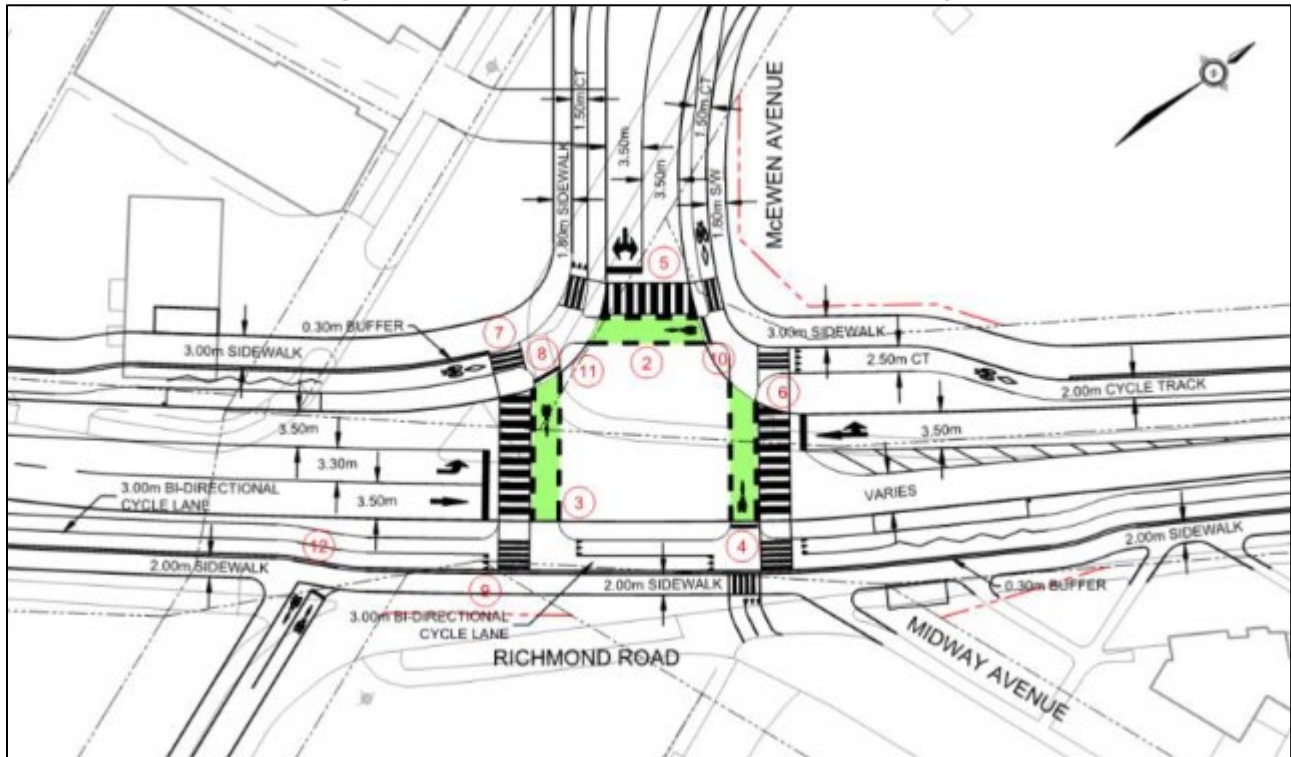 1.50m CT
1.50m CT
3.50m
3.50m
1.80m SIDEWALK
1.80m S/W
McEWEN AVENUE
5
0.30m BUFFER
7
3.00m SIDEWALK
3.00m SIDEWALK
8
11
2
10
2.50m CT
2.00m CYCLE TRACK
6
3.50m
3.50m
3.30m
3.00m BI-DIRECTIONAL
CYCLE LANE
3.50m
VARIES
3
4
12
2.00m SIDEWALK
2.00m SIDEWALK
9
2.00m SIDEWALK
0.30m BUFFER
3.00m BI-DIRECTIONAL
CYCLE LANE
RICHMOND ROAD
MIDWAY AVENUE